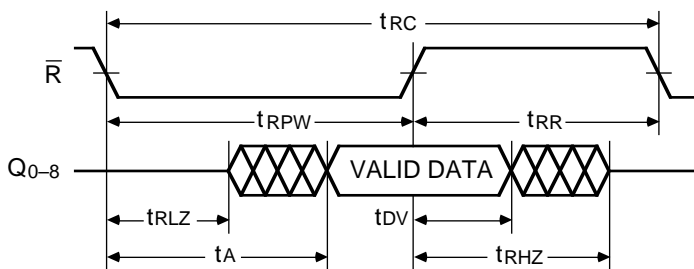 tRC
R̅
tRPW
tRR
Q0–8
VALID DATA
tRLZ
tDV
tA
tRHZ